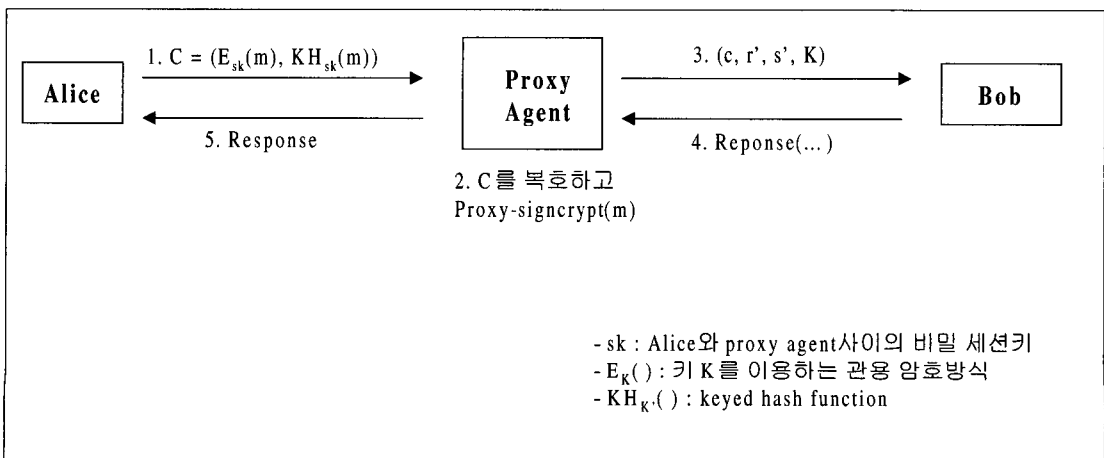 1. C = (E_sk(m), KH_sk(m))
3. (c, r', s', K)
Alice
Proxy
Agent
Bob
5. Response
4. Reponse(...)
2. C를 복호하고
Proxy-signcrypt(m)
- sk : Alice와 proxy agent사이의 비밀 세션키
- E_K( ) : 키 K를 이용하는 관용 암호방식
- KH_K'( ) : keyed hash function